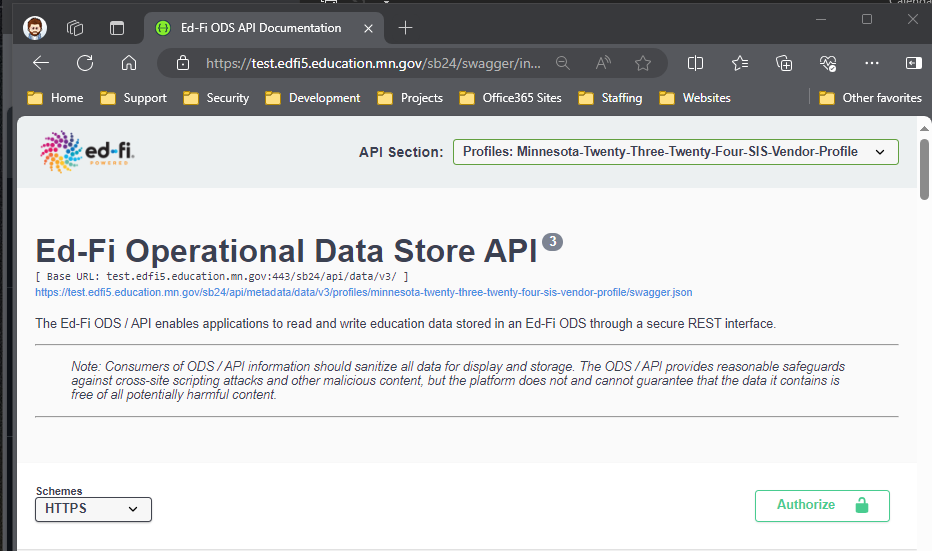 Calenda
Ed-Fi ODS API Documentation
https://test.edfi5.education.mn.gov/sb24/swagger/in...
Home Support Security Development Projects Office365 Sites Staffing Websites Other favorites
ed-fi.
POWERED
API Section: Profiles: Minnesota-Twenty-Three-Twenty-Four-SIS-Vendor-Profile
Ed-Fi Operational Data Store API 3
[ Base URL: test.edfi5.education.mn.gov:443/sb24/api/data/v3/ ]
https://test.edfi5.education.mn.gov/sb24/api/metadata/data/v3/profiles/minnesota-twenty-three-twenty-four-sis-vendor-profile/swagger.json
The Ed-Fi ODS / API enables applications to read and write education data stored in an Ed-Fi ODS through a secure REST interface.
Note: Consumers of ODS / API information should sanitize all data for display and storage. The ODS / API provides reasonable safeguards
against cross-site scripting attacks and other malicious content, but the platform does not and cannot guarantee that the data it contains is
free of all potentially harmful content.
Schemes
HTTPS
Authorize